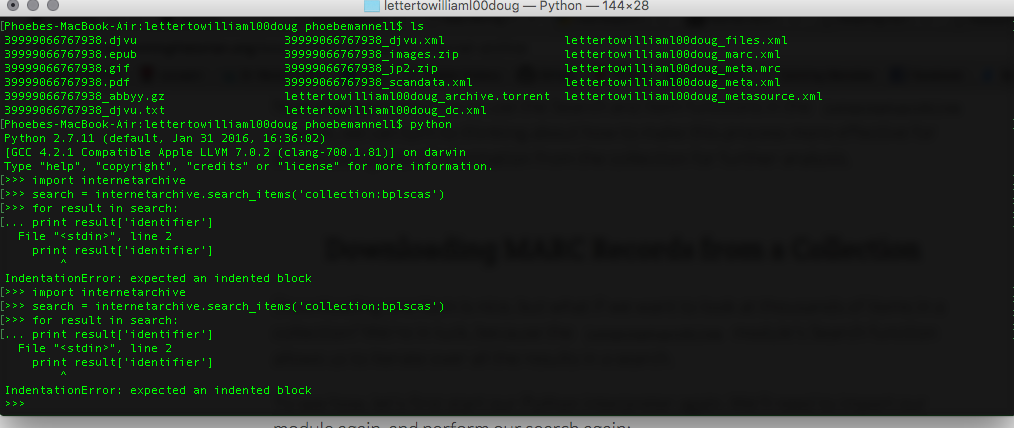 lettertowilliaml00doug — Python — 144×28
[Phoebes-MacBook-Air:lettertowilliaml00doug phoebemannell$ ls
39999066767938.djvu 39999066767938_djvu.xml lettertowilliaml00doug_files.xml
39999066767938.epub 39999066767938_images.zip lettertowilliaml00doug_marc.xml
39999066767938.gif 39999066767938_jp2.zip lettertowilliaml00doug_meta.mrc
39999066767938.pdf 39999066767938_scandata.xml lettertowilliaml00doug_meta.xml
39999066767938_abbyy.gz lettertowilliaml00doug_archive.torrent lettertowilliaml00doug_metasource.xml
39999066767938_djvu.txt lettertowilliaml00doug_dc.xml
[Phoebes-MacBook-Air:lettertowilliaml00doug phoebemannell$ python
Python 2.7.11 (default, Jan 31 2016, 16:36:02)
[GCC 4.2.1 Compatible Apple LLVM 7.0.2 (clang-700.1.81)] on darwin
Type "help", "copyright", "credits" or "license" for more information.
[>>> import internetarchive
[>>> search = internetarchive.search_items('collection:bplscas')
[>>> for result in search:
[... print result['identifier']
  File "<stdin>", line 2
    print result['identifier']
        ^
IndentationError: expected an indented block
[>>> import internetarchive
[>>> search = internetarchive.search_items('collection:bplscas')
[>>> for result in search:
[... print result['identifier']
  File "<stdin>", line 2
    print result['identifier']
        ^
IndentationError: expected an indented block
>>>
Downloading MARC Records from a Collection
module again, and perform our search again: